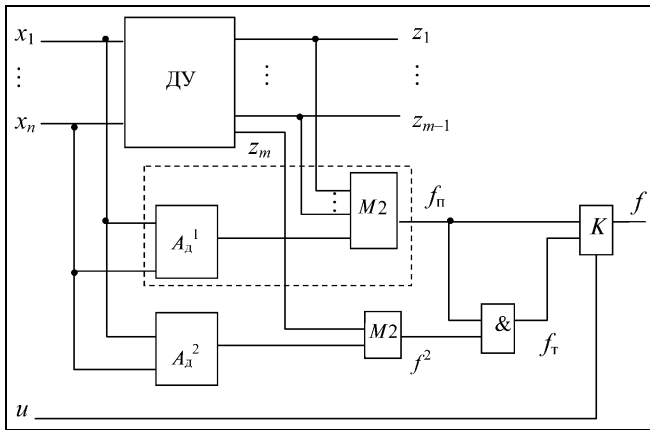 x₁ ДУ z₁
⋮ ⋮ ⋮
xₙ zₘ₋₁
zₘ
⋮ M2 fп f
Aд¹ K
&
Aд² M2 f² fт
u